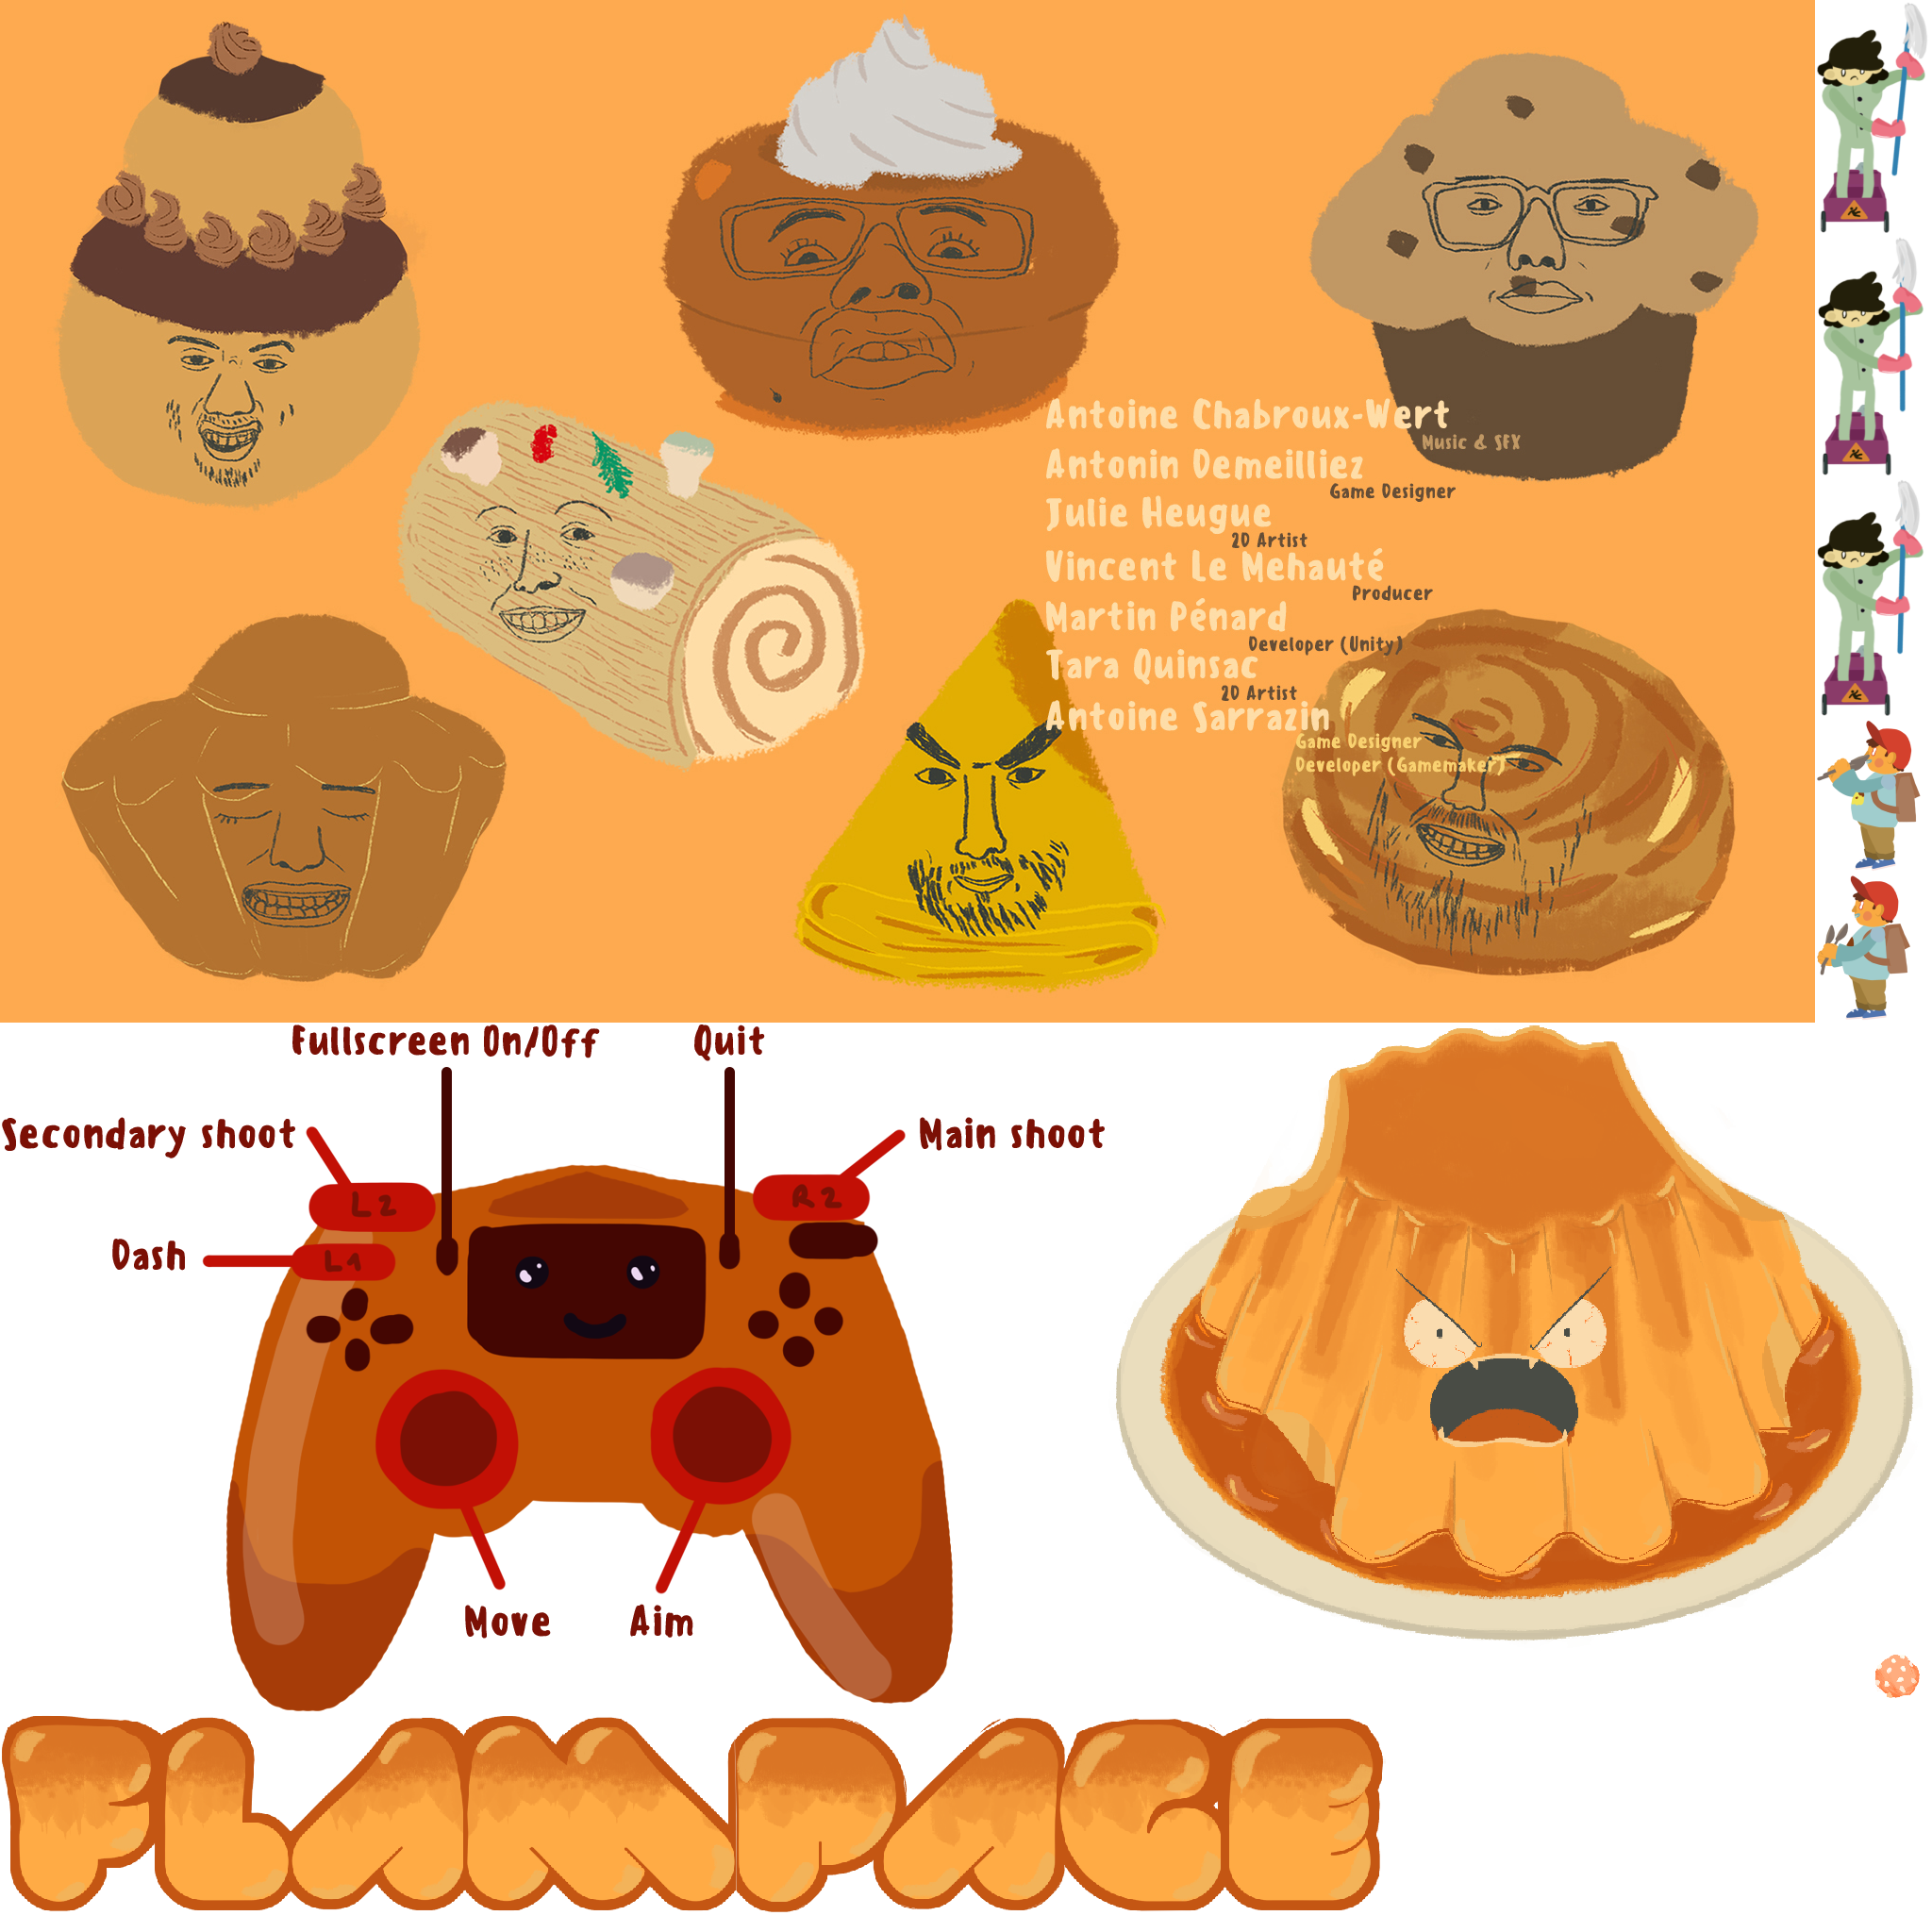 Antoine Chabroux-Wert
Music & SFX
Antonin Demeilliez
Game Designer
Julie Heugue
2D Artist
Vincent Le Mehauté
Producer
Martin Pénard
Developer (Unity)
Tara Quinsac
2D Artist
Antoine Sarrazin
Game Designer
Developer (Gamemaker)
Fullscreen On/Off
Quit
Secondary shoot
Main shoot
L2
R2
Dash
L1
Move
Aim
FLAMPAGE